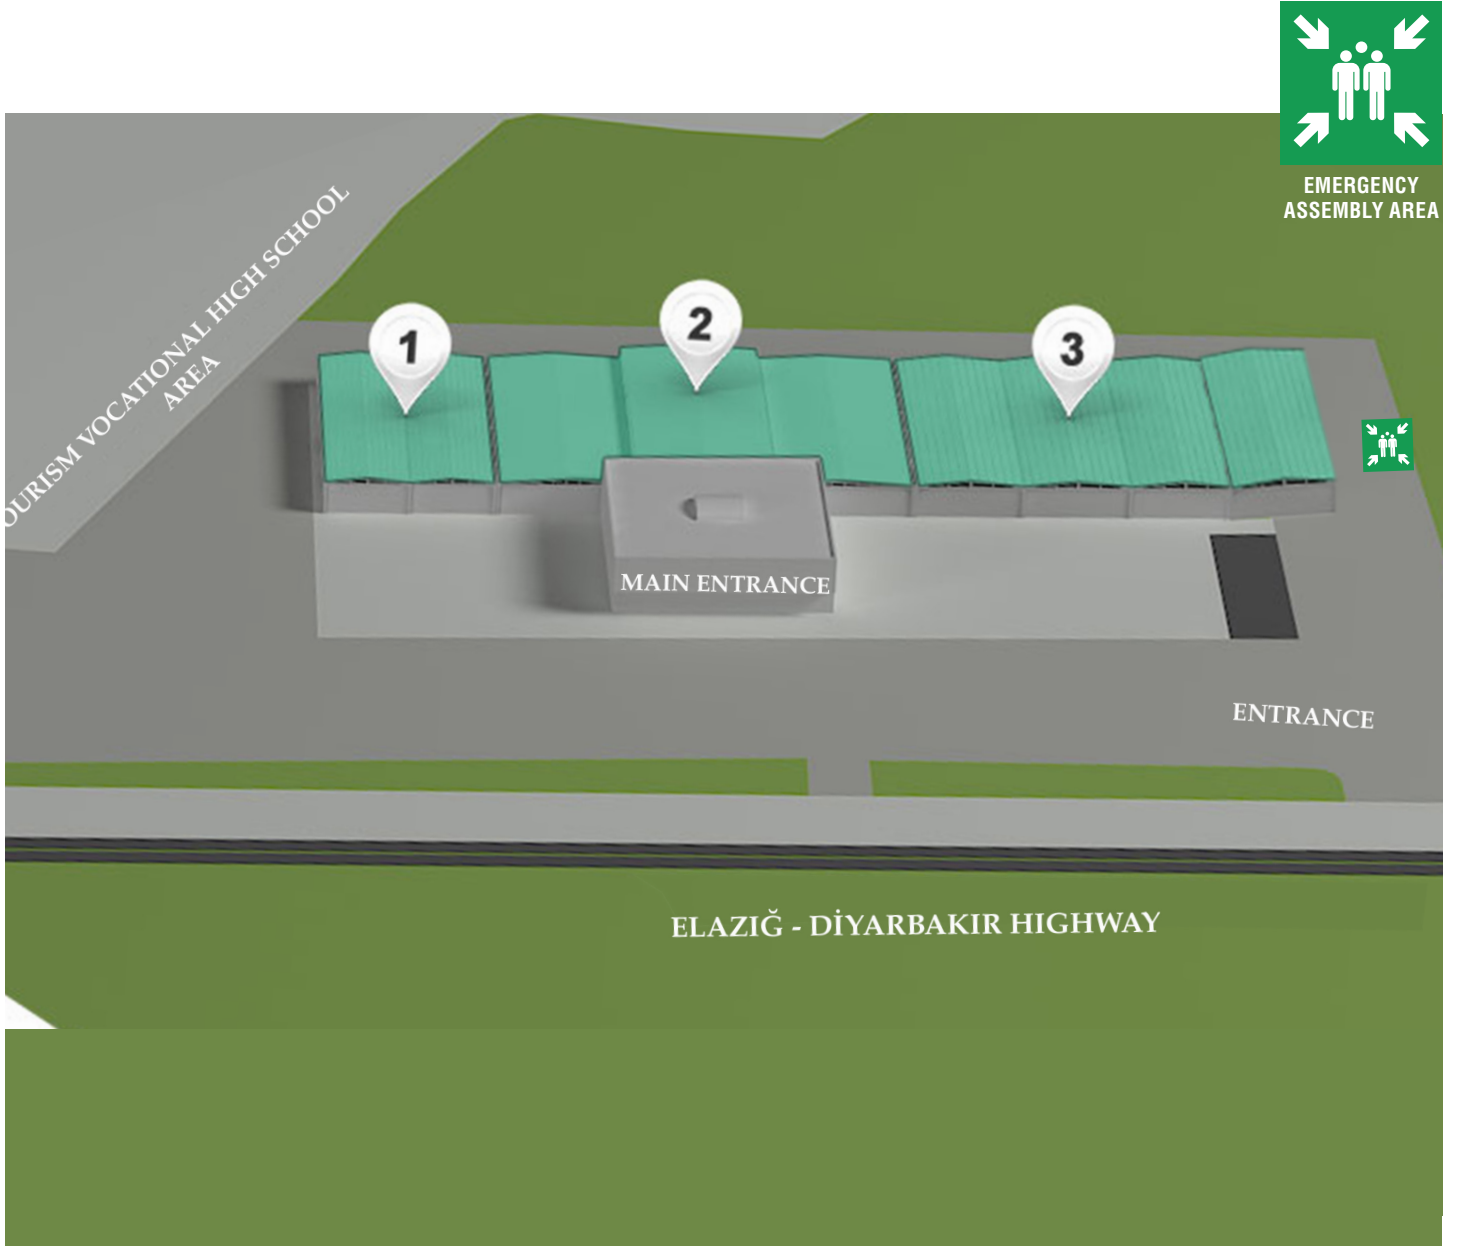 EMERGENCY
ASSEMBLY AREA
OURISM VOCATIONAL HIGH SCHOOL
AREA
1
2
3
MAIN ENTRANCE
ENTRANCE
ELAZIĞ - DİYARBAKIR HIGHWAY